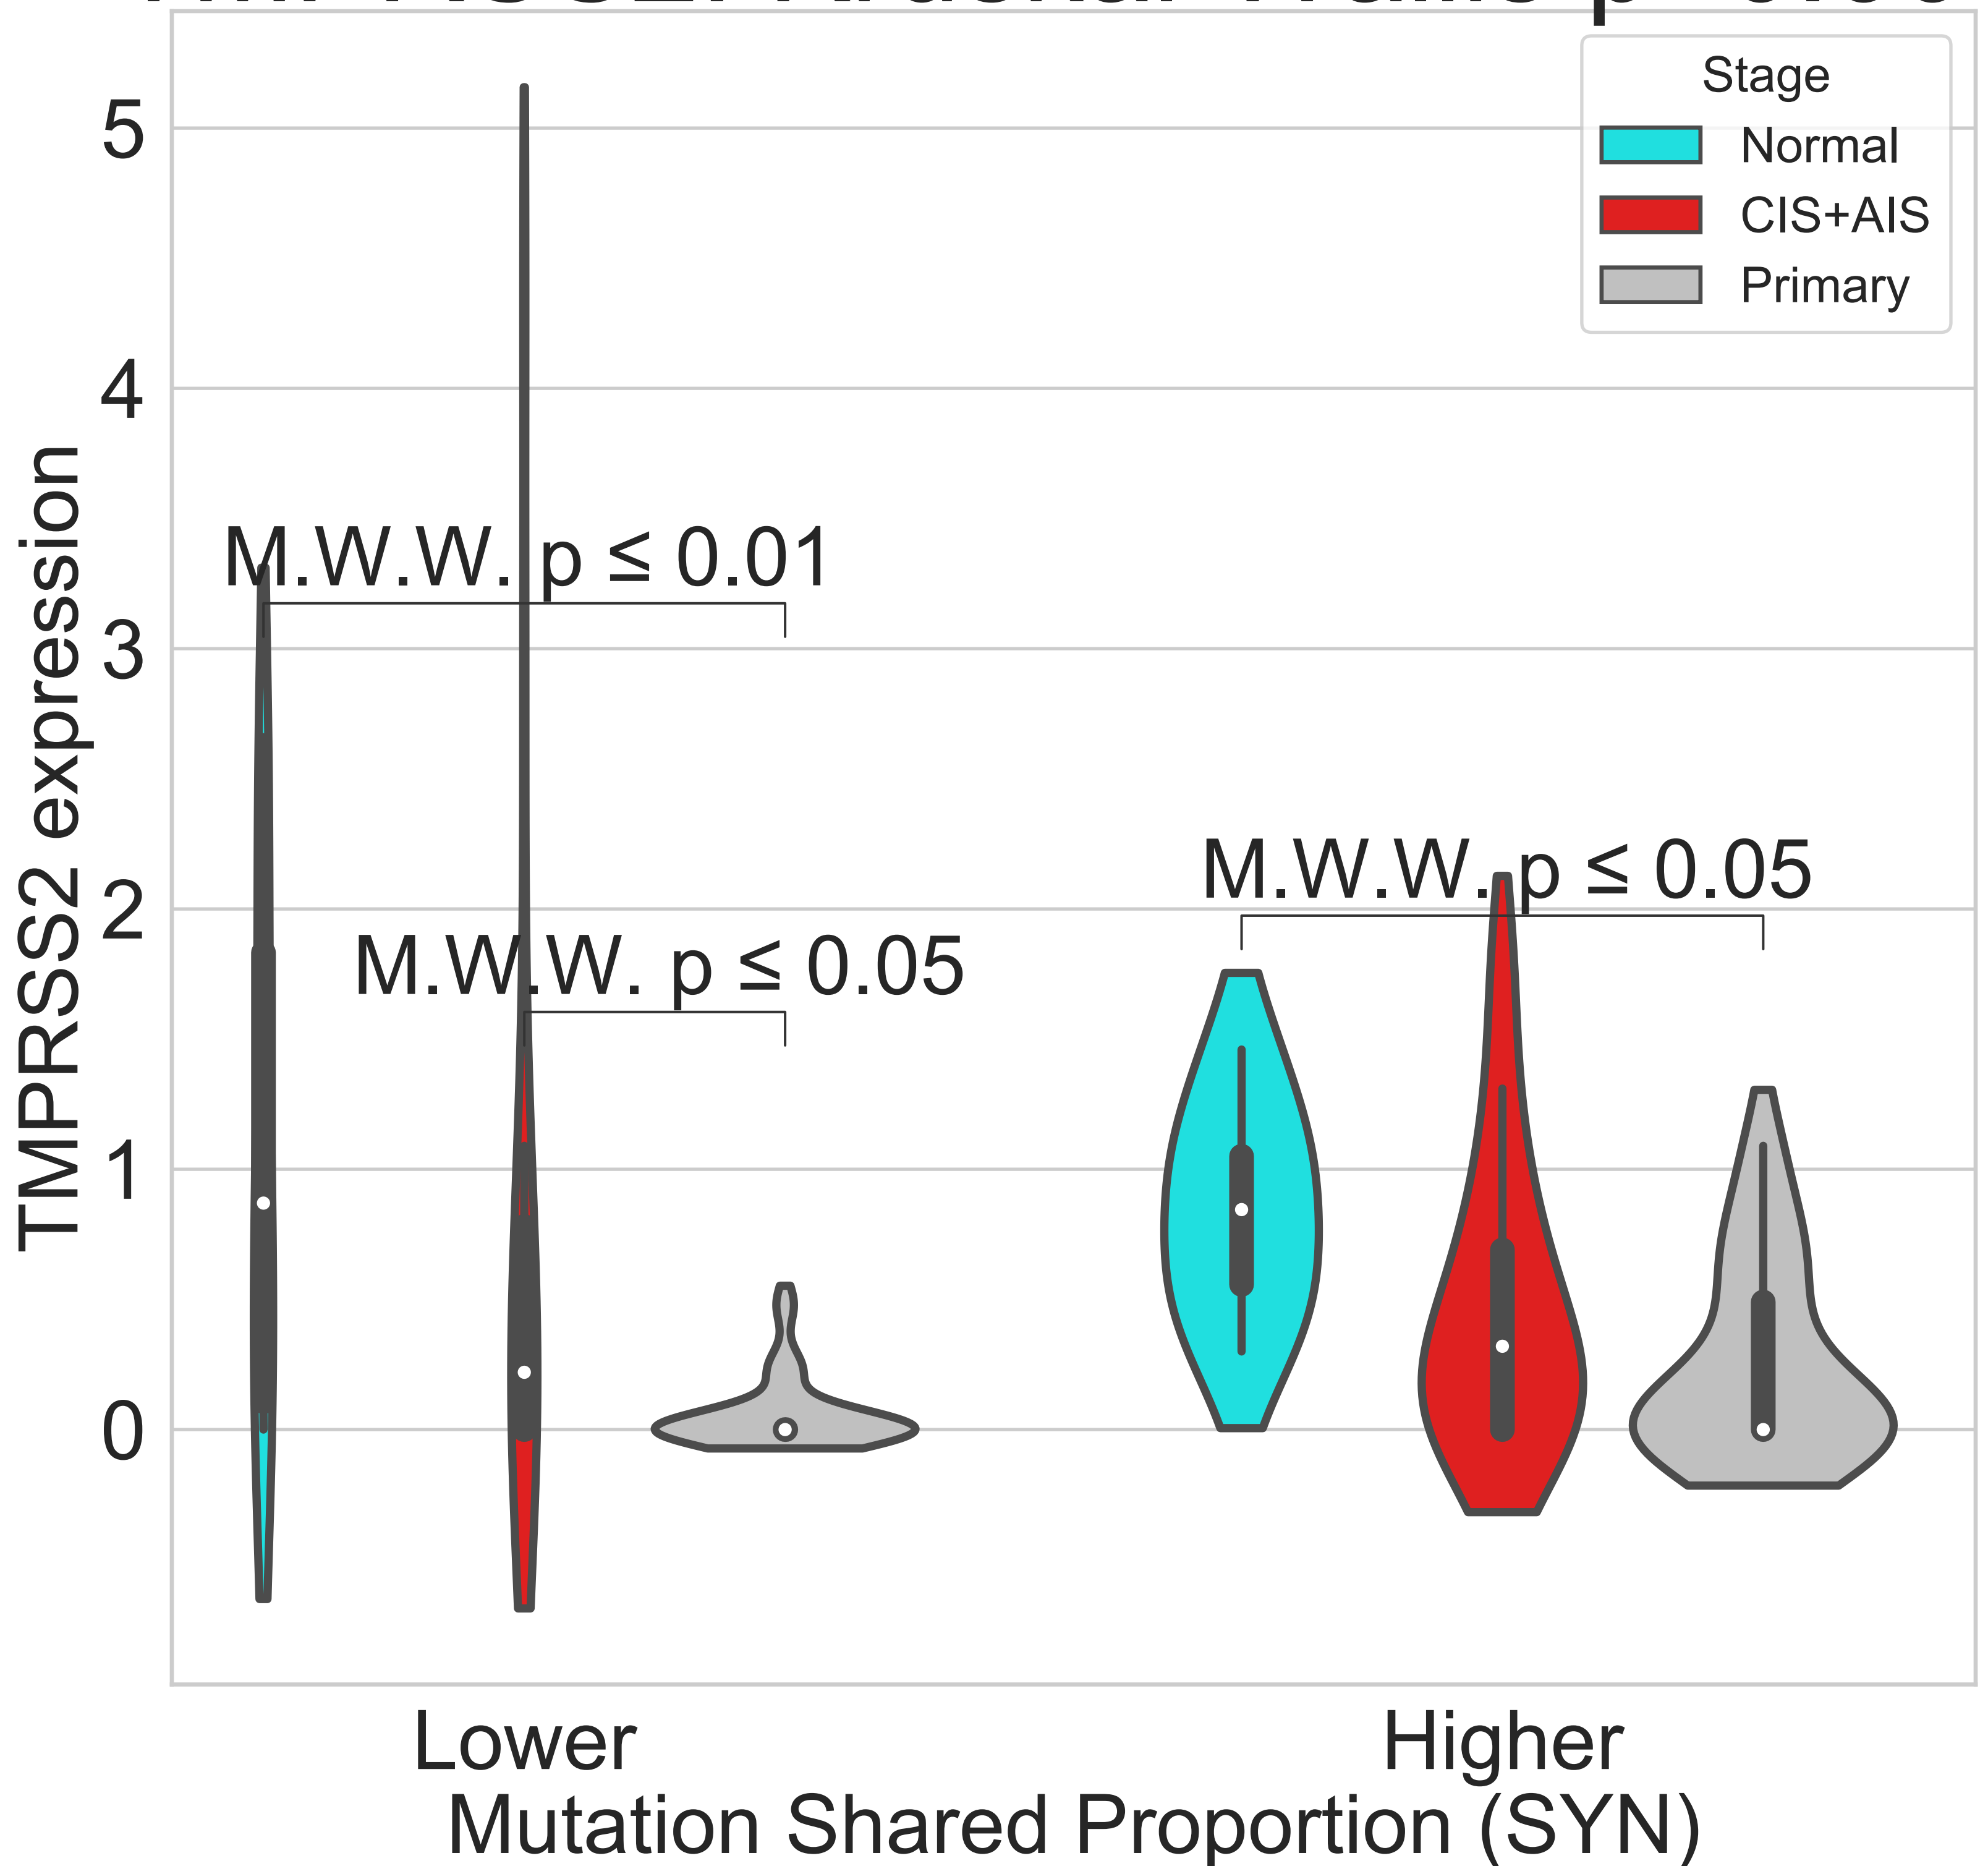 Stage
Normal
CIS+AIS
Primary
5
4
3
2
1
0
TMPRSS2 expression
M.W.W. p ≤ 0.01
M.W.W. p ≤ 0.05
M.W.W. p ≤ 0.05
Lower
Higher
Mutation Shared Proportion (SYN)